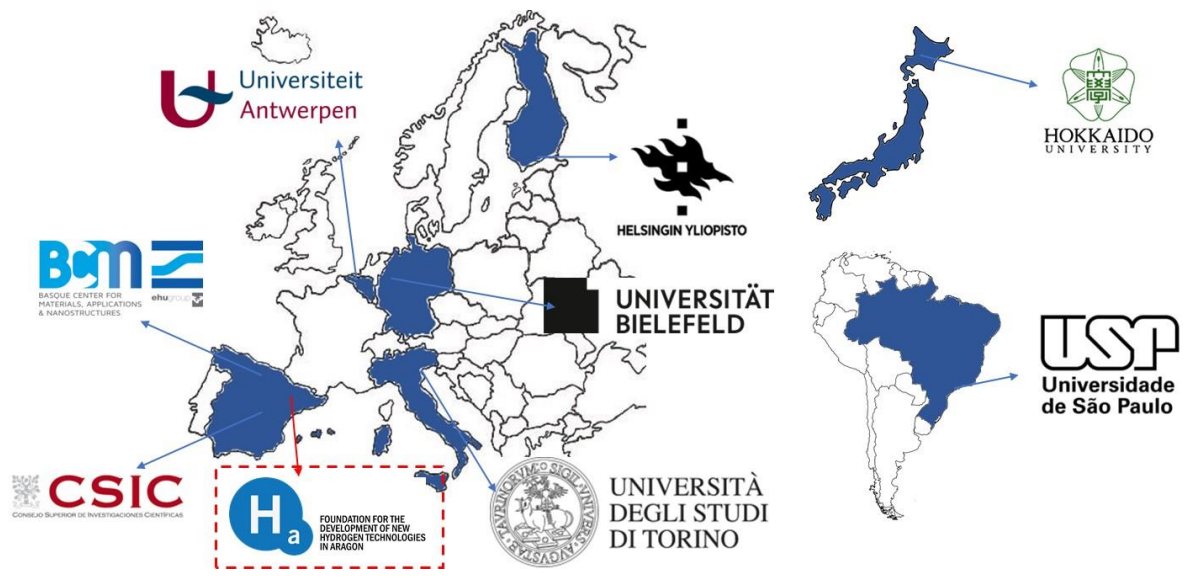 Universiteit
Antwerpen
HOKKAIDO
UNIVERSITY
HELSINGIN YLIOPISTO
BCM
BASQUE CENTER FOR
MATERIALS, APPLICATIONS
& NANOSTRUCTURES
ehugroup
UNIVERSITÄT
BIELEFELD
USP
Universidade
de São Paulo
CSIC
CONSEJO SUPERIOR DE INVESTIGACIONES CIENTÍFICAS
Ha
FOUNDATION FOR THE
DEVELOPMENT OF NEW
HYDROGEN TECHNOLOGIES
IN ARAGON
UNIVERSITÀ
DEGLI STUDI
DI TORINO